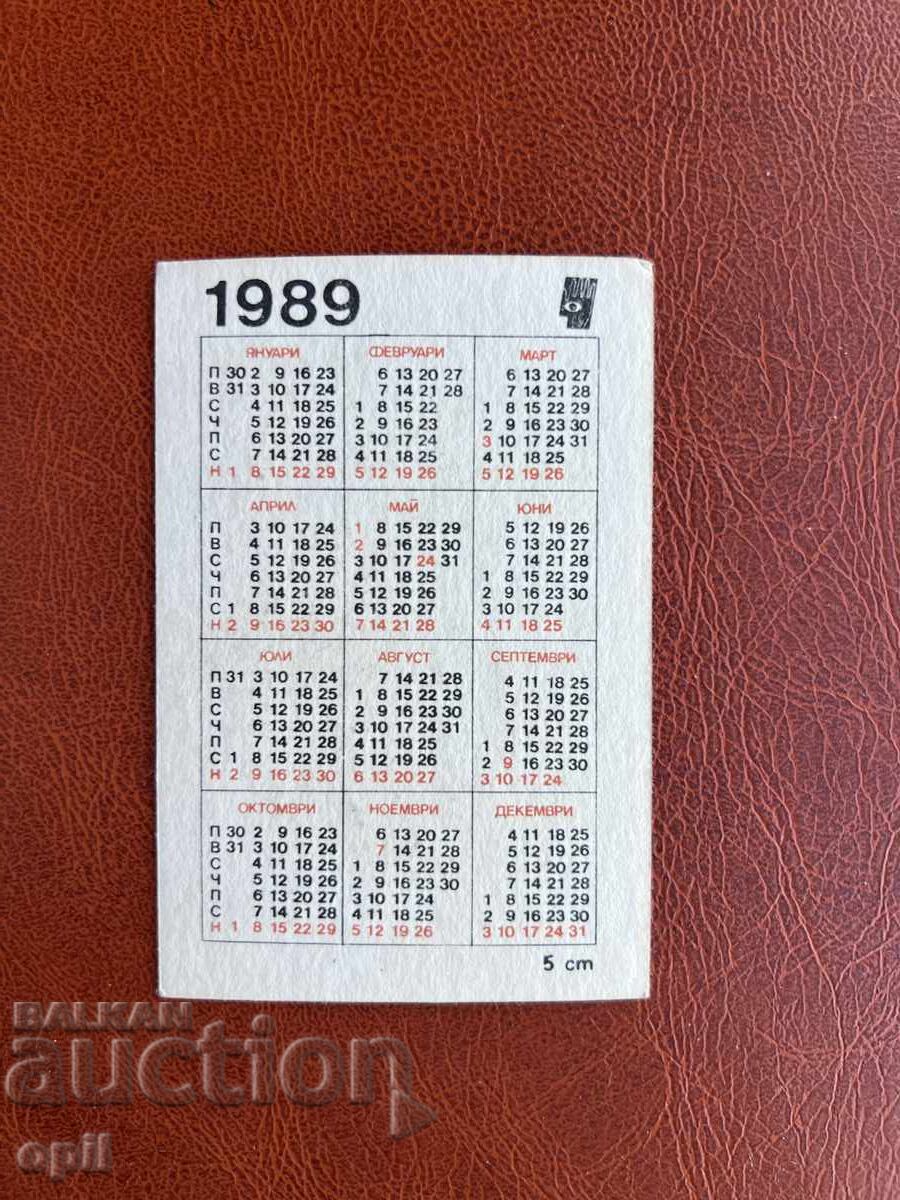 1989
ЯНУАРИ ФЕВРУАРИ МАРТ
П 30 2 9 16 23 6 13 20 27 6 13 20 27
В 31 3 10 17 24 7 14 21 28 7 14 21 28
С 4 11 18 25 1 8 15 22 1 8 15 22 29
Ч 5 12 19 26 2 9 16 23 2 9 16 23 30
П 6 13 20 27 3 10 17 24 3 10 17 24 31
С 7 14 21 28 4 11 18 25 4 11 18 25
Н 1 8 15 22 29 5 12 19 26 5 12 19 26
АПРИЛ МАЙ ЮНИ
П 3 10 17 24 1 8 15 22 29 5 12 19 26
В 4 11 18 25 2 9 16 23 30 6 13 20 27
С 5 12 19 26 3 10 17 24 31 7 14 21 28
Ч 6 13 20 27 4 11 18 25 1 8 15 22 29
П 7 14 21 28 5 12 19 26 2 9 16 23 30
С 1 8 15 22 29 6 13 20 27 3 10 17 24
Н 2 9 16 23 30 7 14 21 28 4 11 18 25
ЮЛИ АВГУСТ СЕПТЕМВРИ
П 31 3 10 17 24 7 14 21 28 4 11 18 25
В 4 11 18 25 1 8 15 22 29 5 12 19 26
С 5 12 19 26 2 9 16 23 30 6 13 20 27
Ч 6 13 20 27 3 10 17 24 31 7 14 21 28
П 7 14 21 28 4 11 18 25 1 8 15 22 29
С 1 8 15 22 29 5 12 19 26 2 9 16 23 30
Н 2 9 16 23 30 6 13 20 27 3 10 17 24
ОКТОМВРИ НОЕМВРИ ДЕКЕМВРИ
П 30 2 9 16 23 6 13 20 27 4 11 18 25
В 31 3 10 17 24 7 14 21 28 5 12 19 26
С 4 11 18 25 1 8 15 22 29 6 13 20 27
Ч 5 12 19 26 2 9 16 23 30 7 14 21 28
П 6 13 20 27 3 10 17 24 1 8 15 22 29
С 7 14 21 28 4 11 18 25 2 9 16 23 30
Н 1 8 15 22 29 5 12 19 26 3 10 17 24 31
5 cm
BALKAN
auction
opil